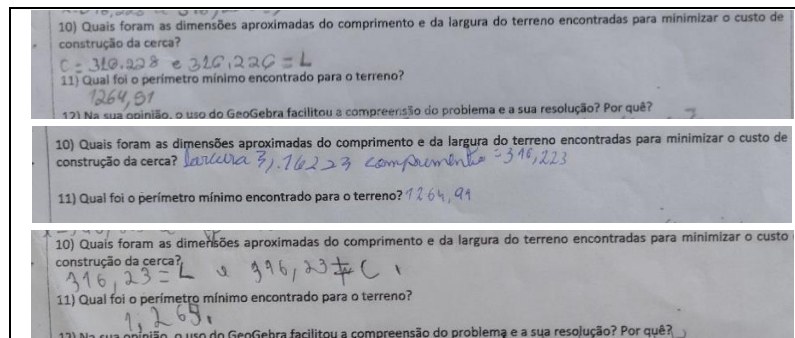 10) Quais foram as dimensões aproximadas do comprimento e da largura do terreno encontradas para minimizar o custo de
construção da cerca?
C = 316,228 e 316,226 = L
11) Qual foi o perímetro mínimo encontrado para o terreno?
1264,91
12) Na sua opinião, o uso do GeoGebra facilitou a compreensão do problema e a sua resolução? Por quê?
10) Quais foram as dimensões aproximadas do comprimento e da largura do terreno encontradas para minimizar o custo de
construção da cerca? largura 3,16223 comprimento = 316,223
11) Qual foi o perímetro mínimo encontrado para o terreno? 1264,91
10) Quais foram as dimensões aproximadas do comprimento e da largura do terreno encontradas para minimizar o custo
construção da cerca?
316,23 = L e 316,23 = C
11) Qual foi o perímetro mínimo encontrado para o terreno?
1,265.
12) Na sua opinião, o uso do GeoGebra facilitou a compreensão do problema e a sua resolução? Por quê?